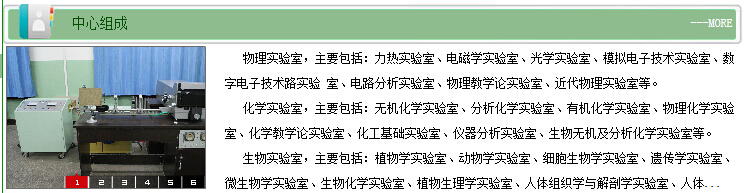 中心组成
---MORE
物理实验室，主要包括：力热实验室、电磁学实验室、光学实验室、模拟电子技术实验室、数
字电子技术路实验 室、电路分析实验室、物理教学论实验室、近代物理实验室等。
化学实验室，主要包括：无机化学实验室、分析化学实验室、有机化学实验室、物理化学实验
室、化学教学论实验室、化工基础实验室、仪器分析实验室、生物无机及分析化学实验室等。
生物实验室，主要包括：植物学实验室、动物学实验室、细胞生物学实验室、遗传学实验室、
微生物学实验室、生物化学实验室、植物生理学实验室、人体组织学与解剖学实验室、人体...
1 2 3 4 5 6